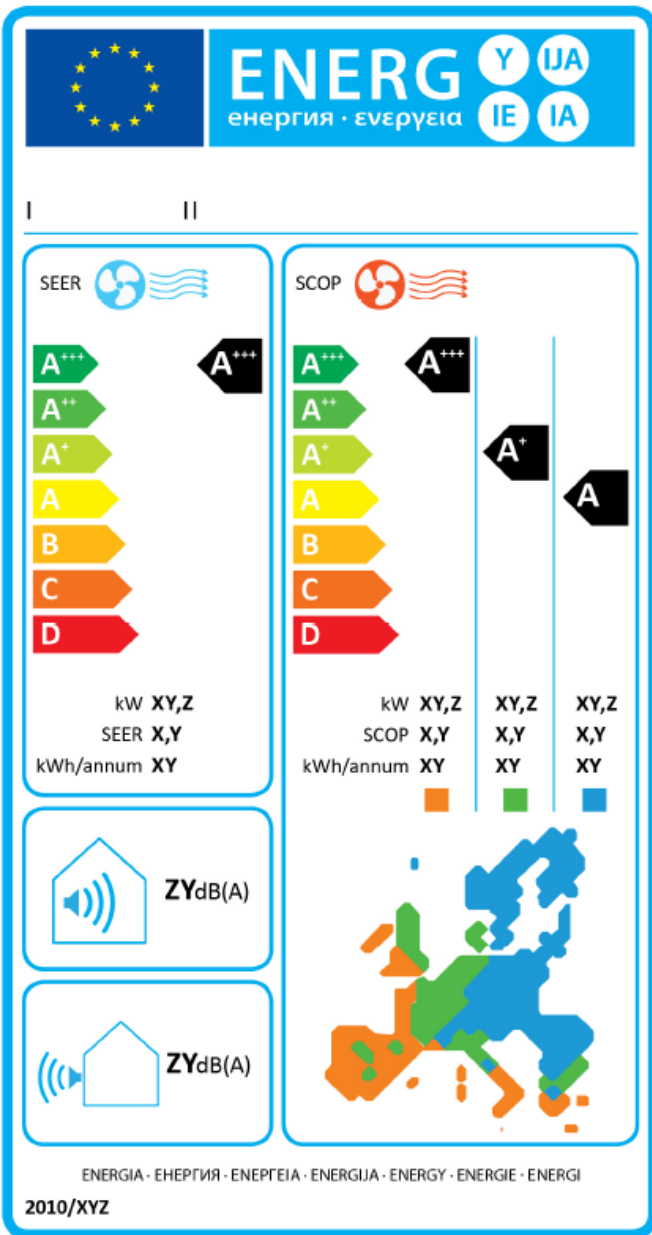 ENERG Y IJA
енергия · ενεργεια IE IA
I II
SEER
A+++ A+++
A++
A+
A
B
C
D
kW XY,Z
SEER X,Y
kWh/annum XY
SCOP
A+++ A+++
A++
A+ A+
A A
B
C
D
kW XY,Z XY,Z XY,Z
SCOP X,Y X,Y X,Y
kWh/annum XY XY XY
ZYdB(A)
ZYdB(A)
ENERGIA · ЕНЕРГИЯ · ΕΝΕΡΓΕΙΑ · ENERGIJA · ENERGY · ENERGIE · ENERGI
2010/XYZ